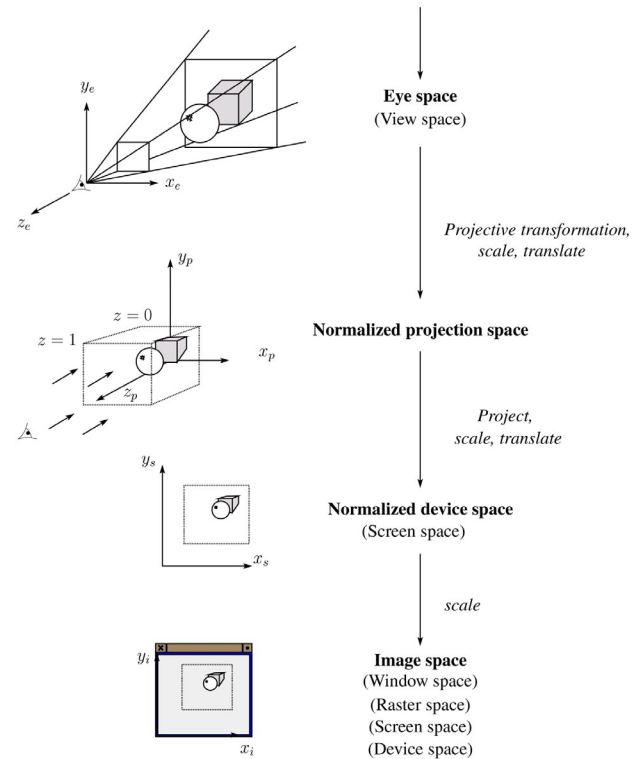 y_e
x_e
z_e
Eye space
(View space)
Projective transformation,
scale, translate
y_p
z = 0
z = 1
x_p
z_p
Normalized projection space
Project,
scale, translate
y_s
x_s
Normalized device space
(Screen space)
scale
y_i
x_i
Image space
(Window space)
(Raster space)
(Screen space)
(Device space)